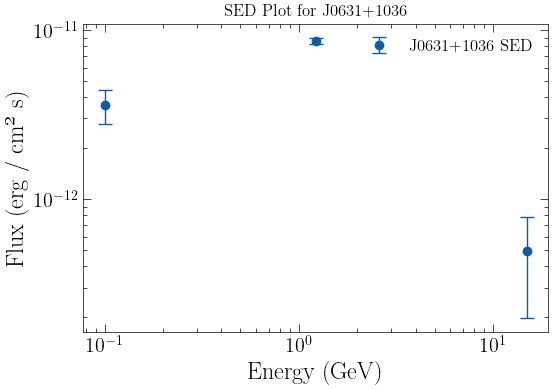 SED Plot for J0631+1036
J0631+1036 SED
Flux (erg / cm² s)
10⁻¹¹
10⁻¹²
10⁻¹
10⁰
10¹
Energy (GeV)